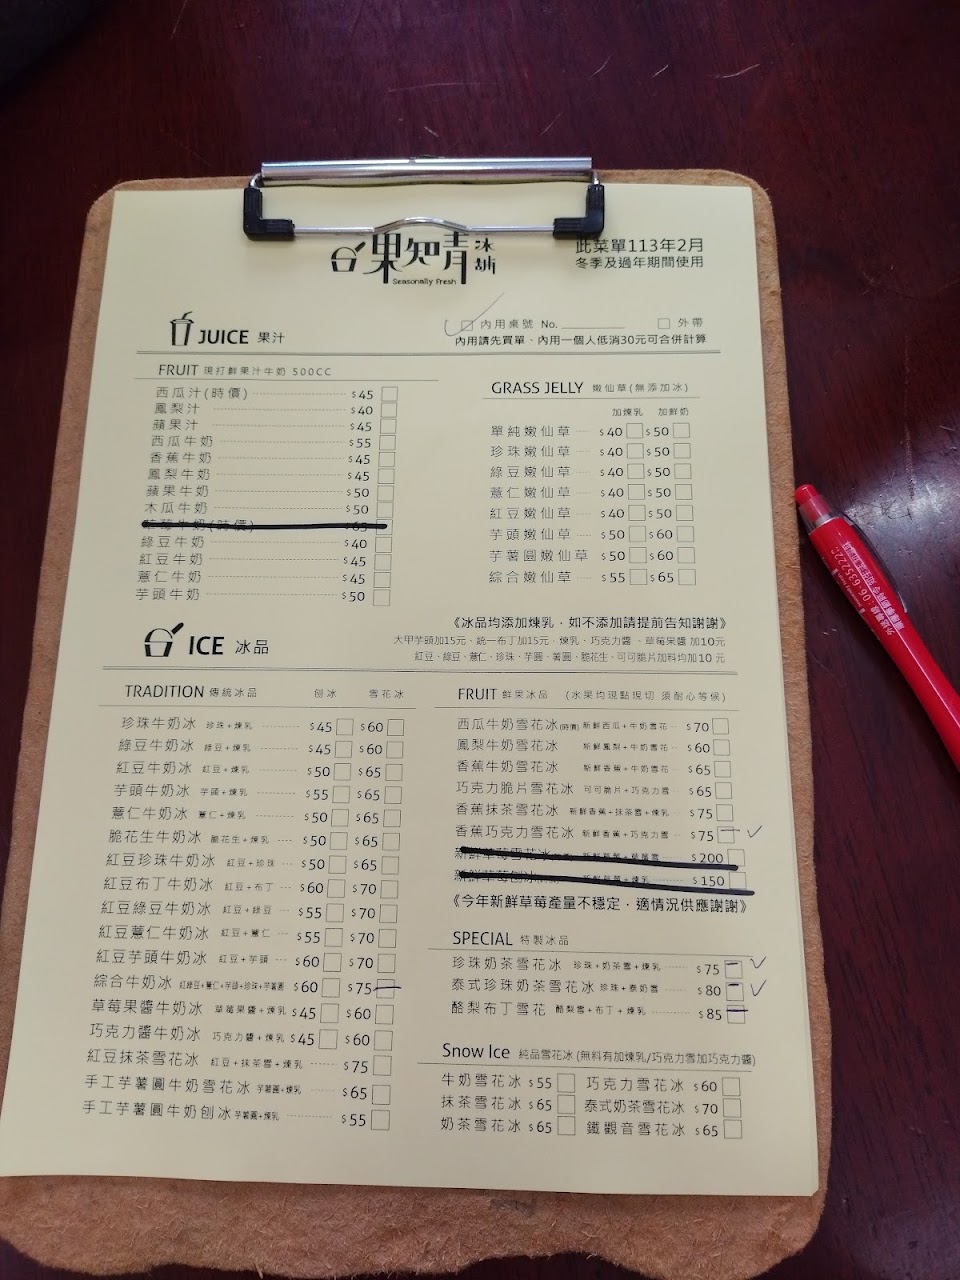 果知青冰舖
Seasonally Fresh
此菜單113年2月
冬季及過年期間使用
JUICE 果汁
內用桌號 No. 外帶
內用請先買單、內用一個人低消30元可合併計算
FRUIT 現打鮮果汁牛奶 500CC
西瓜汁(時價) $45
鳳梨汁 $40
蘋果汁 $45
西瓜牛奶 $55
香蕉牛奶 $45
鳳梨牛奶 $45
蘋果牛奶 $50
木瓜牛奶 $50
草莓牛奶(時價) $65
綠豆牛奶 $40
紅豆牛奶 $45
薏仁牛奶 $45
芋頭牛奶 $50
GRASS JELLY 嫩仙草(無添加冰)
加煉乳 加鮮奶
單純嫩仙草 $40 $50
珍珠嫩仙草 $40 $50
綠豆嫩仙草 $40 $50
薏仁嫩仙草 $40 $50
紅豆嫩仙草 $40 $50
芋頭嫩仙草 $50 $60
芋薯圓嫩仙草 $50 $60
綜合嫩仙草 $55 $65
ICE 冰品
《冰品均添加煉乳，如不添加請提前告知謝謝》
大甲芋頭加15元、統一布丁加15元、煉乳、巧克力醬、草莓果醬 加10元
紅豆、綠豆、薏仁、珍珠、芋圓、薯圓、脆花生、可可脆片加料均加10元
TRADITION 傳統冰品 刨冰 雪花冰
珍珠牛奶冰 珍珠+煉乳 $45 $60
綠豆牛奶冰 綠豆+煉乳 $45 $60
紅豆牛奶冰 紅豆+煉乳 $50 $65
芋頭牛奶冰 芋頭+煉乳 $55 $65
薏仁牛奶冰 薏仁+煉乳 $50 $65
脆花生牛奶冰 脆花生+煉乳 $50 $65
紅豆珍珠牛奶冰 紅豆+珍珠 $50 $65
紅豆布丁牛奶冰 紅豆+布丁 $60 $70
紅豆綠豆牛奶冰 紅豆+綠豆 $55 $70
紅豆薏仁牛奶冰 紅豆+薏仁 $55 $70
紅豆芋頭牛奶冰 紅豆+芋頭 $60 $70
綜合牛奶冰 紅綠豆+薏仁+芋頭+珍珠+芋薯圓 $60 $75
草莓果醬牛奶冰 草莓果醬+煉乳 $45 $60
巧克力醬牛奶冰 巧克力醬+煉乳 $45 $60
紅豆抹茶雪花冰 紅豆+抹茶雪+煉乳 $75
手工芋薯圓牛奶雪花冰 芋薯圓+煉乳 $65
手工芋薯圓牛奶刨冰 芋薯圓+煉乳 $55
FRUIT 鮮果冰品 (水果均現點現切 須耐心等候)
西瓜牛奶雪花冰(時價) 新鮮西瓜+牛奶雪花 $70
鳳梨牛奶雪花冰 新鮮鳳梨+牛奶雪花 $60
香蕉牛奶雪花冰 新鮮香蕉+牛奶雪花 $65
巧克力脆片雪花冰 可可脆片+巧克力雪 $65
香蕉抹茶雪花冰 新鮮香蕉+抹茶雪+煉乳 $75
香蕉巧克力雪花冰 新鮮香蕉+巧克力雪 $75
新鮮草莓雪花冰 $200
新鮮草莓刨冰 $150
《今年新鮮草莓產量不穩定，適情況供應謝謝》
SPECIAL 特製冰品
珍珠奶茶雪花冰 珍珠+奶茶雪+煉乳 $75
泰式珍珠奶茶雪花冰 珍珠+泰奶雪 $80
酪梨布丁雪花 酪梨雪+布丁+煉乳 $85
Snow Ice 純品雪花冰 (無料有加煉乳/巧克力雪加巧克力醬)
牛奶雪花冰 $55 巧克力雪花冰 $60
抹茶雪花冰 $65 泰式奶茶雪花冰 $70
奶茶雪花冰 $65 鐵觀音雪花冰 $65